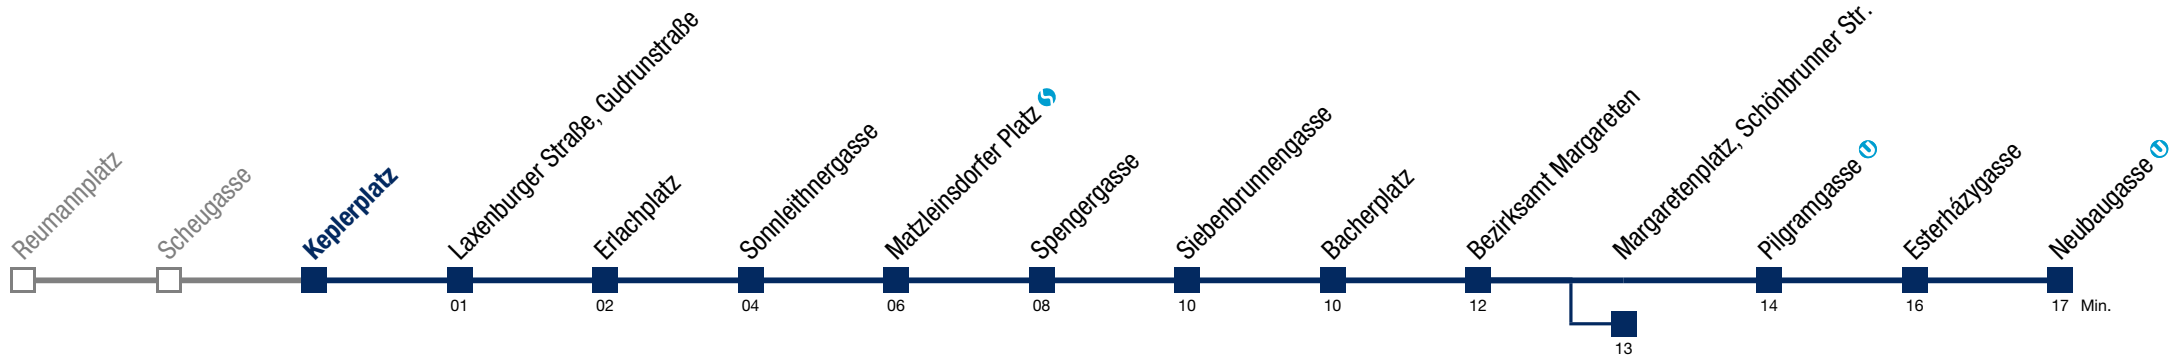 Reumannplatz
Scheugasse
Keplerplatz
Laxenburger Straße, Gudrunstraße
Erlachplatz
Sonnleithnergasse
Matzleinsdorfer Platz
Spengergasse
Siebenbrunnengasse
Bacherplatz
Bezirksamt Margareten
Margaretenplatz, Schönbrunner Str.
Pilgramgasse U
Esterházygasse
Neubaugasse U
01 02 04 06 08 10 10 12 14 16 17 Min.
13